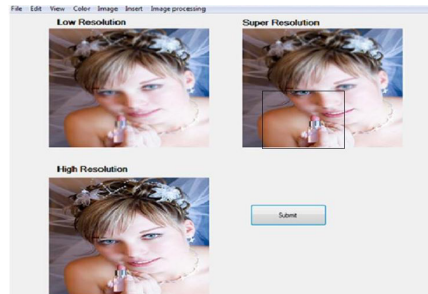 File Edit View Color Image Insert Image processing
Low Resolution
Super Resolution
High Resolution
Submit